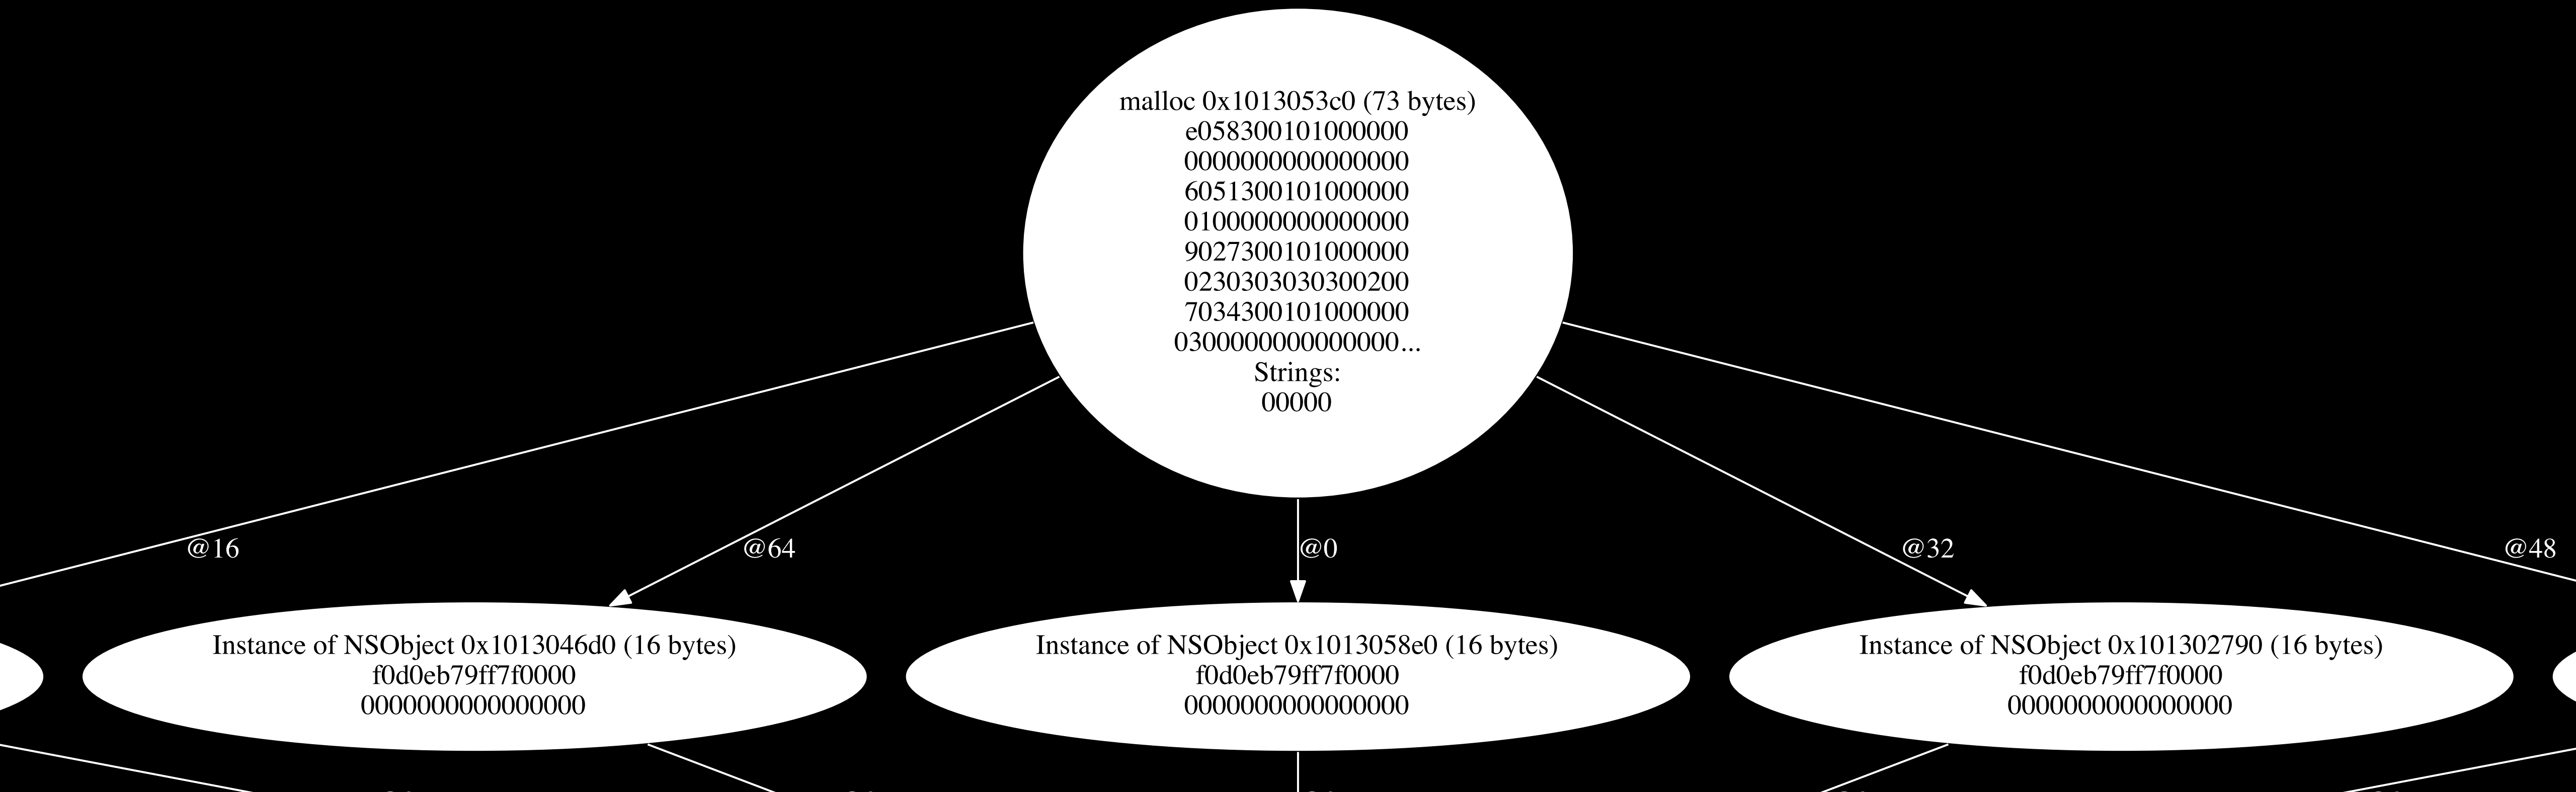 malloc 0x1013053c0 (73 bytes)
e058300101000000
0000000000000000
6051300101000000
0100000000000000
9027300101000000
0230303030300200
7034300101000000
0300000000000000...
Strings:
00000
@16
@64
@0
@32
@48
Instance of NSObject 0x1013046d0 (16 bytes)
f0d0eb79ff7f0000
0000000000000000
Instance of NSObject 0x1013058e0 (16 bytes)
f0d0eb79ff7f0000
0000000000000000
Instance of NSObject 0x101302790 (16 bytes)
f0d0eb79ff7f0000
0000000000000000